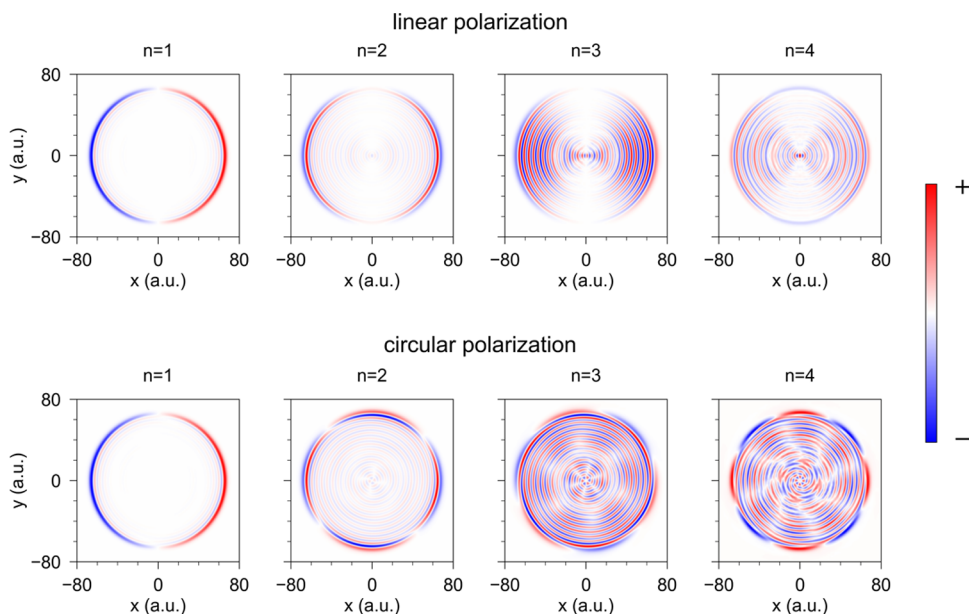 linear polarization
n=1 n=2 n=3 n=4
80
0
−80
y (a.u.)
−80 0 80 −80 0 80 −80 0 80 −80 0 80
x (a.u.) x (a.u.) x (a.u.) x (a.u.)
+
−
circular polarization
n=1 n=2 n=3 n=4
80
0
−80
y (a.u.)
−80 0 80 −80 0 80 −80 0 80 −80 0 80
x (a.u.) x (a.u.) x (a.u.) x (a.u.)